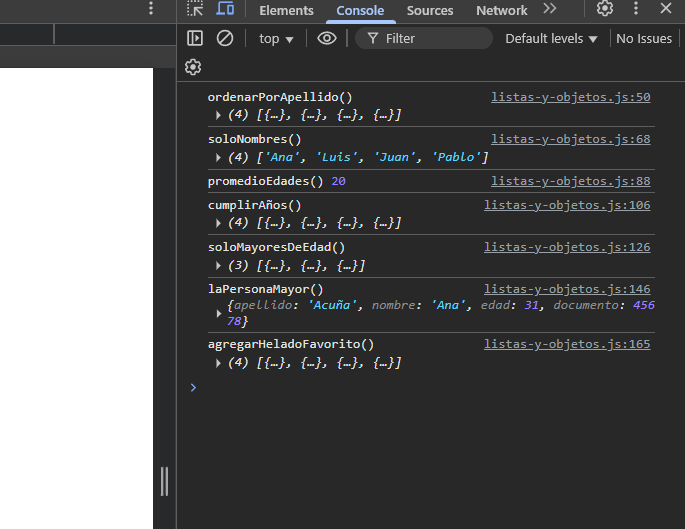 Elements Console Sources Network
top Filter Default levels No Issues
ordenarPorApellido() listas-y-objetos.js:50
(4) [{…}, {…}, {…}, {…}]
soloNombres() listas-y-objetos.js:68
(4) ['Ana', 'Luis', 'Juan', 'Pablo']
promedioEdades() 20 listas-y-objetos.js:88
cumplirAños() listas-y-objetos.js:106
(4) [{…}, {…}, {…}, {…}]
soloMayoresDeEdad() listas-y-objetos.js:126
(3) [{…}, {…}, {…}]
laPersonaMayor() listas-y-objetos.js:146
{apellido: 'Acuña', nombre: 'Ana', edad: 31, documento: 456
78}
agregarHeladoFavorito() listas-y-objetos.js:165
(4) [{…}, {…}, {…}, {…}]